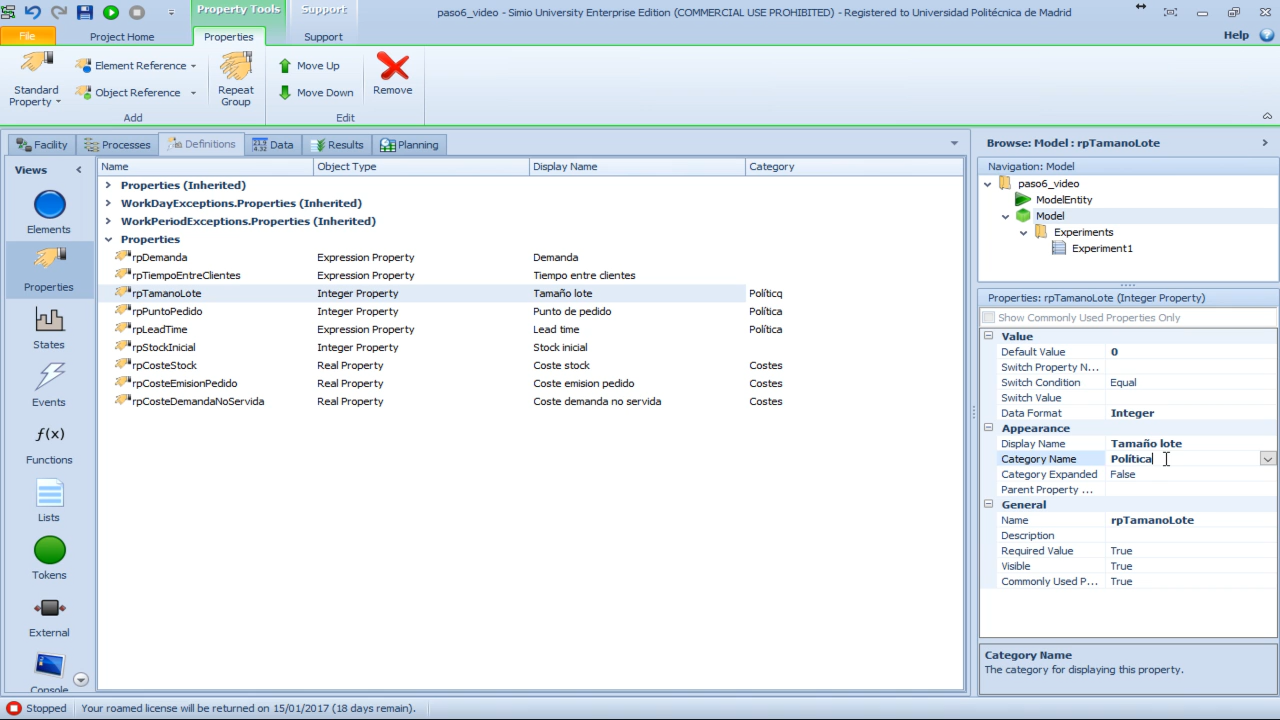 Property Tools
Support
paso6_video - Simio University Enterprise Edition (COMMERCIAL USE PROHIBITED) - Registered to Universidad Politécnica de Madrid
File
Project Home
Properties
Support
Help
Standard Property
Element Reference
Object Reference
Repeat Group
Move Up
Move Down
Remove
Add
Edit
Facility
Processes
Definitions
Data
Results
Planning
Browse: Model : rpTamanoLote
Views
Elements
Properties
States
Events
f(x)
Functions
Lists
Tokens
External
Console
Name Object Type Display Name Category
Properties (Inherited)
WorkDayExceptions.Properties (Inherited)
WorkPeriodExceptions.Properties (Inherited)
Properties
rpDemanda Expression Property Demanda
rpTiempoEntreClientes Expression Property Tiempo entre clientes
rpTamanoLote Integer Property Tamaño lote Políticq
rpPuntoPedido Integer Property Punto de pedido Política
rpLeadTime Expression Property Lead time Política
rpStockInicial Integer Property Stock inicial
rpCosteStock Real Property Coste stock Costes
rpCosteEmisionPedido Real Property Coste emision pedido Costes
rpCosteDemandaNoServida Real Property Coste demanda no servida Costes
Navigation: Model
paso6_video
ModelEntity
Model
Experiments
Experiment1
Properties: rpTamanoLote (Integer Property)
Show Commonly Used Properties Only
Value
Default Value 0
Switch Property N...
Switch Condition Equal
Switch Value
Data Format Integer
Appearance
Display Name Tamaño lote
Category Name Política
Category Expanded False
Parent Property ...
General
Name rpTamanoLote
Description
Required Value True
Visible True
Commonly Used P... True
Category Name
The category for displaying this property.
Stopped
Your roamed license will be returned on 15/01/2017 (18 days remain).